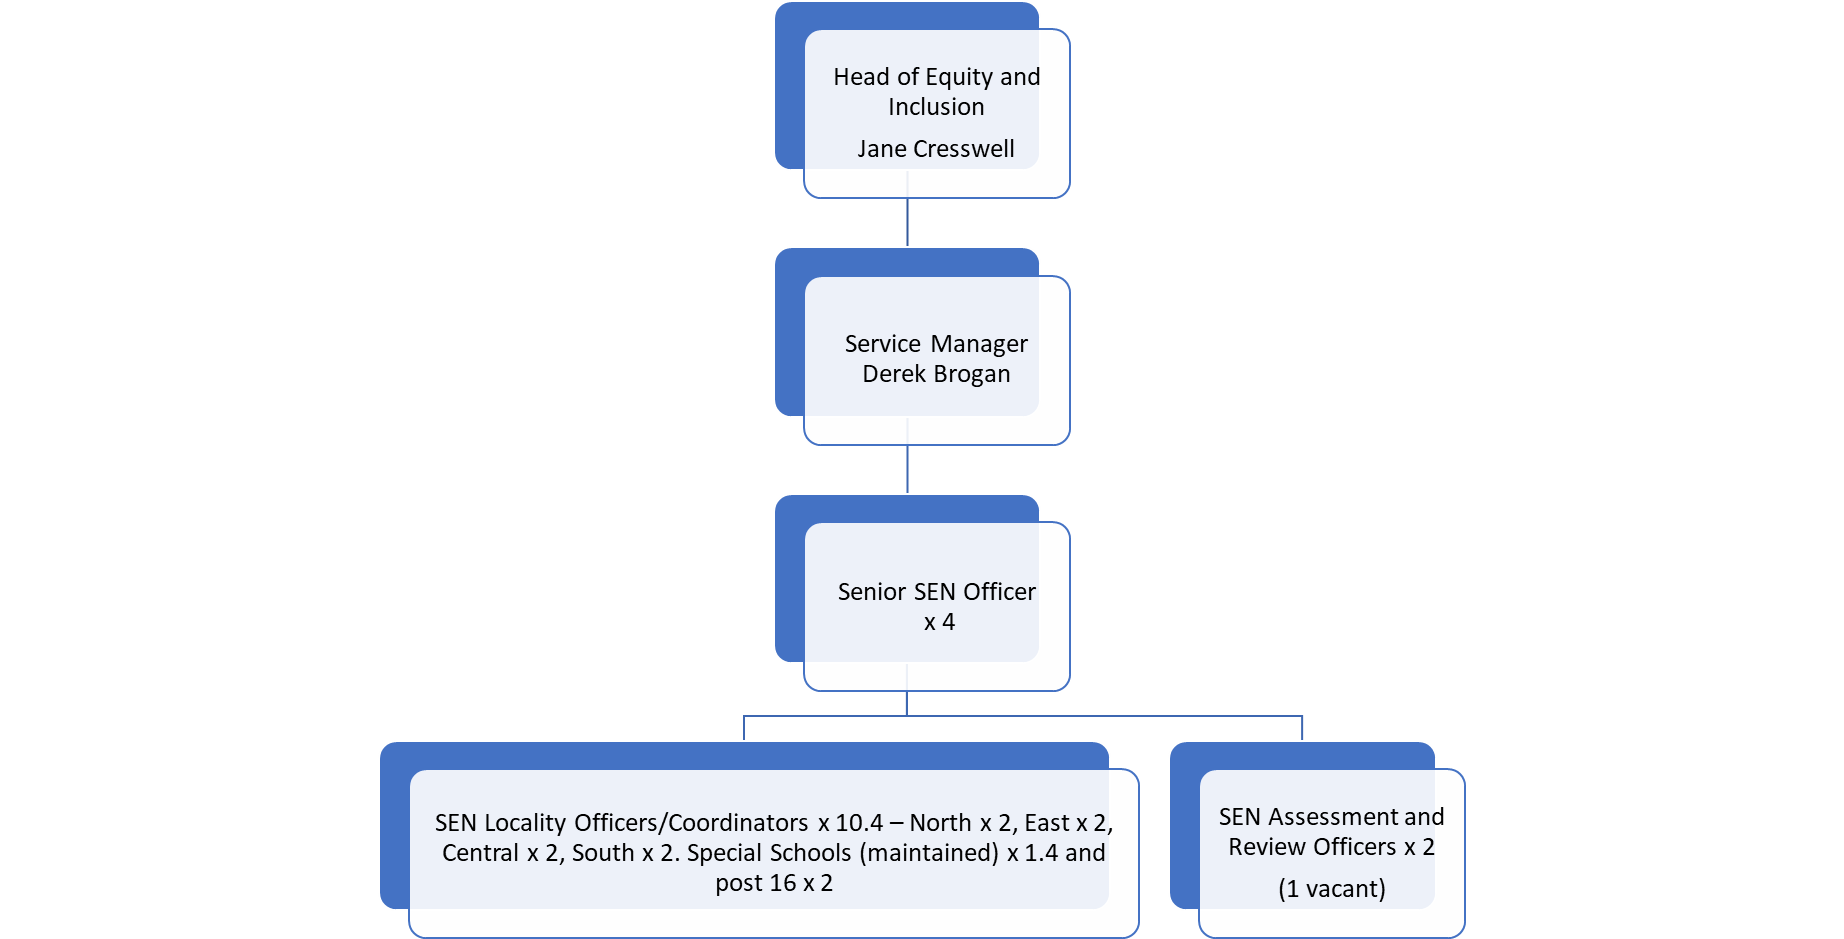 Head of Equity and
Inclusion
Jane Cresswell
Service Manager
Derek Brogan
Senior SEN Officer
x 4
SEN Locality Officers/Coordinators x 10.4 – North x 2, East x 2,
Central x 2, South x 2. Special Schools (maintained) x 1.4 and
post 16 x 2
SEN Assessment and
Review Officers x 2
(1 vacant)